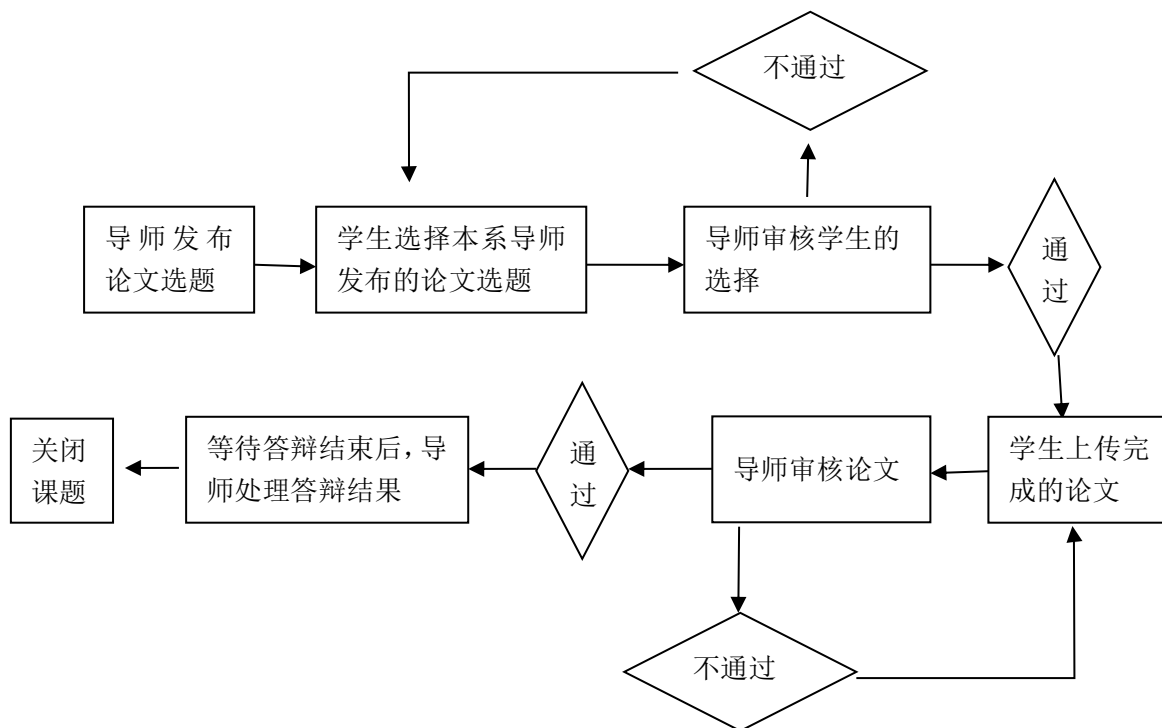 不通过
导师发布
论文选题
学生选择本系导师
发布的论文选题
导师审核学生的
选择
通
过
关闭
课题
等待答辩结束后，导
师处理答辩结果
通
过
导师审核论文
学生上传完
成的论文
不通过